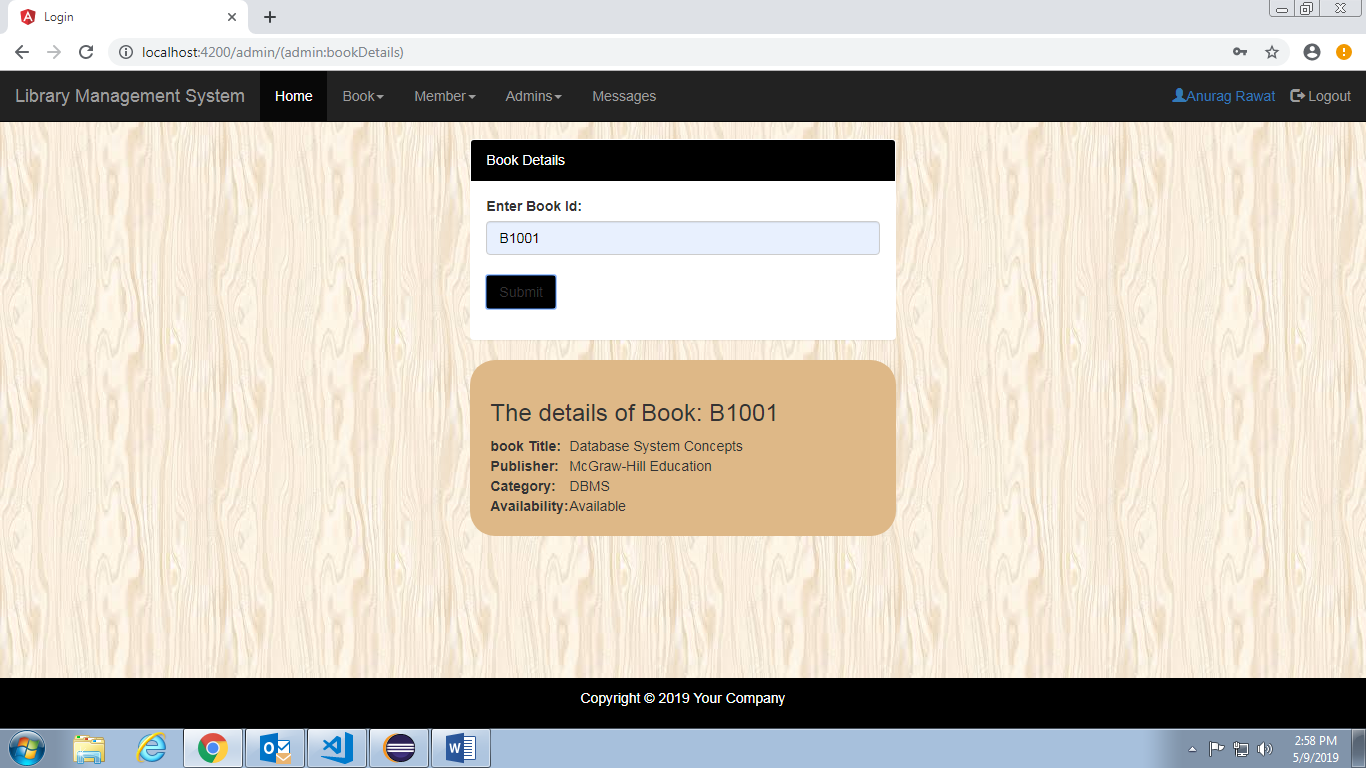 Login
localhost:4200/admin/(admin:bookDetails)
Library Management System Home Book Member Admins Messages Anurag Rawat Logout
Book Details
Enter Book Id:
B1001
Submit
The details of Book: B1001
book Title: Database System Concepts
Publisher: McGraw-Hill Education
Category: DBMS
Availability:Available
Copyright © 2019 Your Company
2:58 PM
5/9/2019